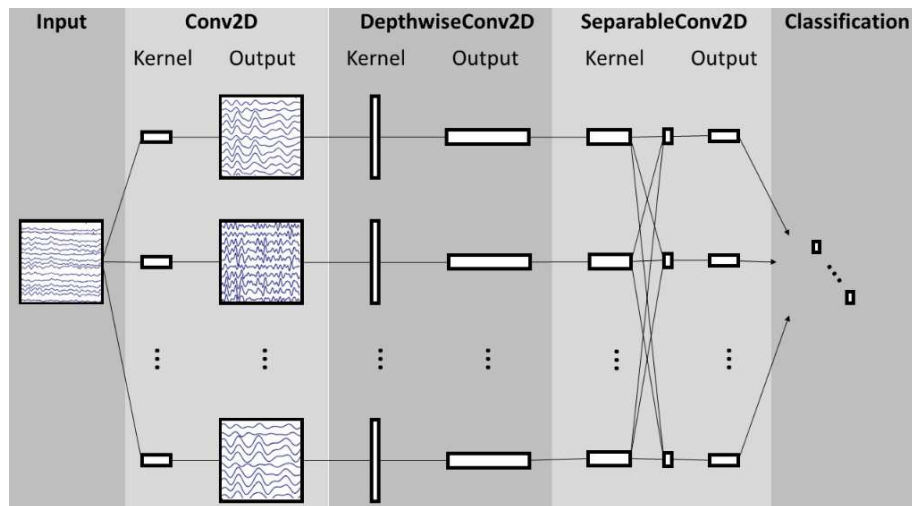 Input Conv2D DepthwiseConv2D SeparableConv2D Classification
Kernel Output Kernel Output Kernel Output